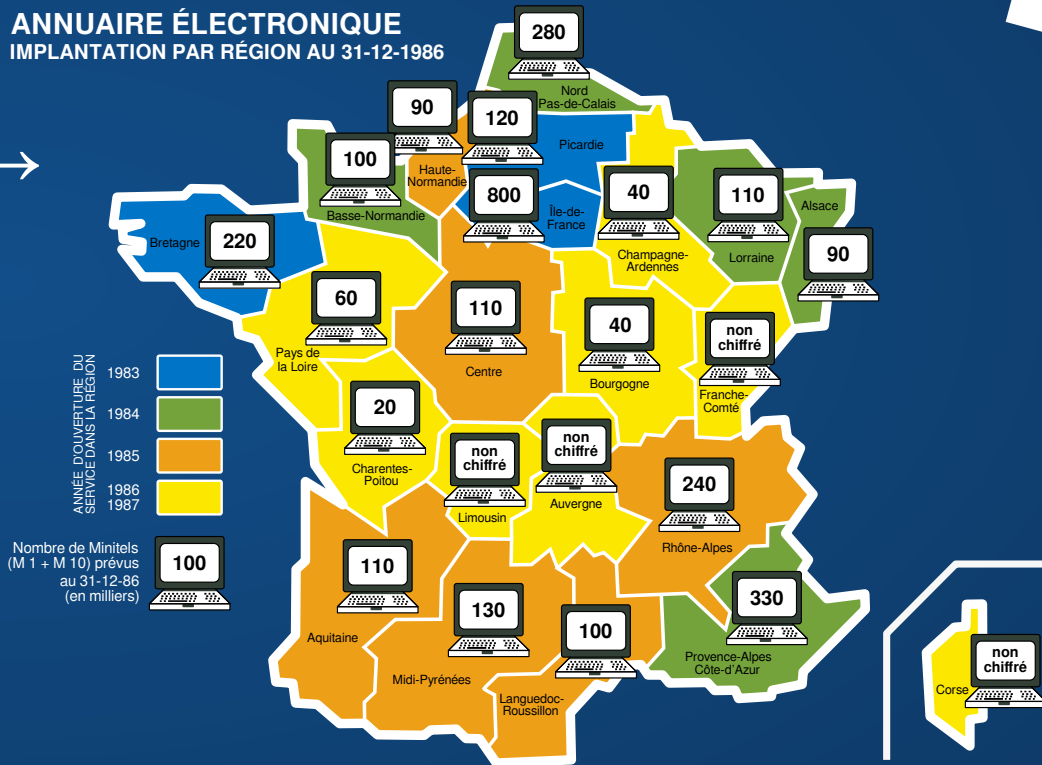 ANNUAIRE ÉLECTRONIQUE
IMPLANTATION PAR RÉGION AU 31-12-1986
280
Nord
Pas-de-Calais
90
Haute-
Normandie
120
Picardie
100
Basse-Normandie
800
Île-de-
France
40
Champagne-
Ardennes
110
Lorraine
Alsace
90
Bretagne
220
60
Pays de
la Loire
110
Centre
40
Bourgogne
non
chiffré
Franche-
Comté
20
Charentes-
Poitou
non
chiffré
Limousin
non
chiffré
Auvergne
240
Rhône-Alpes
110
Aquitaine
130
Midi-Pyrénées
100
Languedoc-
Roussillon
330
Provence-Alpes
Côte-d'Azur
non
chiffré
Corse
ANNÉE D'OUVERTURE DU
SERVICE DANS LA RÉGION
1983
1984
1985
1986
1987
Nombre de Minitels
(M 1 + M 10) prévus
au 31-12-86
(en milliers)
100